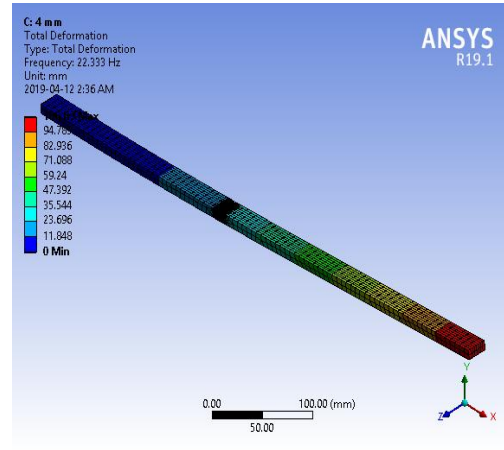 C: 4 mm
Total Deformation
Type: Total Deformation
Frequency: 22.333 Hz
Unit: mm
2019-04-12 2:36 AM
ANSYS
R19.1
Max
82.936
71.088
59.24
47.392
35.544
23.696
11.848
0 Min
0.00
100.00 (mm)
50.00
Y
Z
X